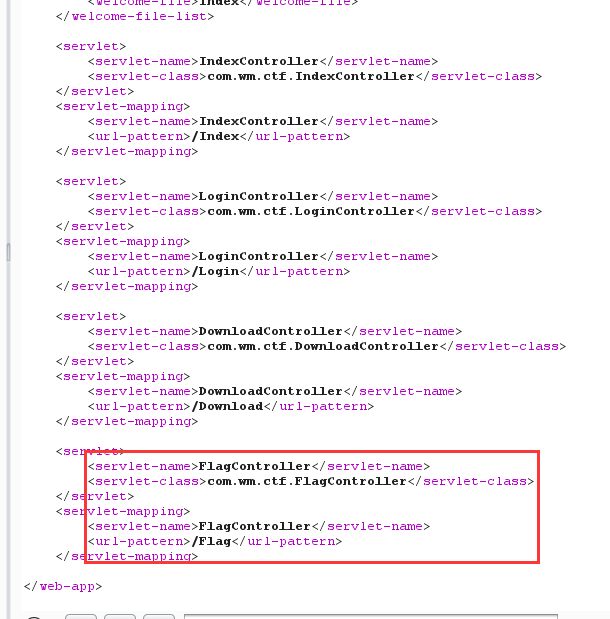 <welcome-file>Index</welcome-file>
</welcome-file-list>
<servlet>
<servlet-name>IndexController</servlet-name>
<servlet-class>com.wm.ctf.IndexController</servlet-class>
</servlet>
<servlet-mapping>
<servlet-name>IndexController</servlet-name>
<url-pattern>/Index</url-pattern>
</servlet-mapping>
<servlet>
<servlet-name>LoginController</servlet-name>
<servlet-class>com.wm.ctf.LoginController</servlet-class>
</servlet>
<servlet-mapping>
<servlet-name>LoginController</servlet-name>
<url-pattern>/Login</url-pattern>
</servlet-mapping>
<servlet>
<servlet-name>DownloadController</servlet-name>
<servlet-class>com.wm.ctf.DownloadController</servlet-class>
</servlet>
<servlet-mapping>
<servlet-name>DownloadController</servlet-name>
<url-pattern>/Download</url-pattern>
</servlet-mapping>
<servlet>
<servlet-name>FlagController</servlet-name>
<servlet-class>com.wm.ctf.FlagController</servlet-class>
</servlet>
<servlet-mapping>
<servlet-name>FlagController</servlet-name>
<url-pattern>/Flag</url-pattern>
</servlet-mapping>
</web-app>